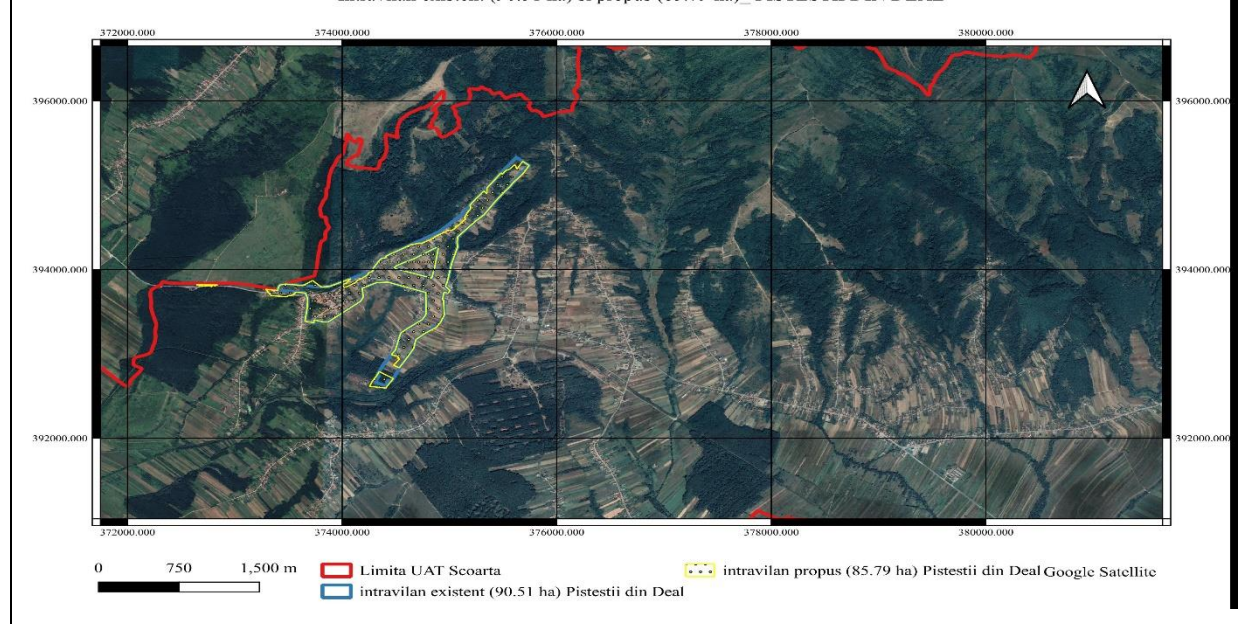 372000.000 374000.000 376000.000 378000.000 380000.000
396000.000 396000.000
394000.000 394000.000
392000.000 392000.000
372000.000 374000.000 376000.000 378000.000 380000.000
0 750 1,500 m
Limita UAT Scoarta
intravilan propus (85.79 ha) Pistestii din Deal Google Satellite
intravilan existent (90.51 ha) Pistestii din Deal